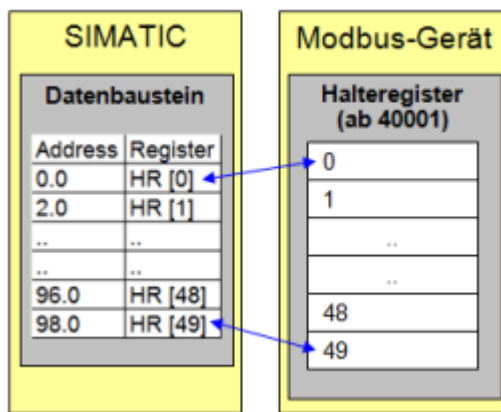 SIMATIC
Datenbaustein
Address Register
0.0 HR [0]
2.0 HR [1]
.. ..
.. ..
96.0 HR [48]
98.0 HR [49]
Modbus-Gerät
Halteregister
(ab 40001)
0
1
..
..
48
49